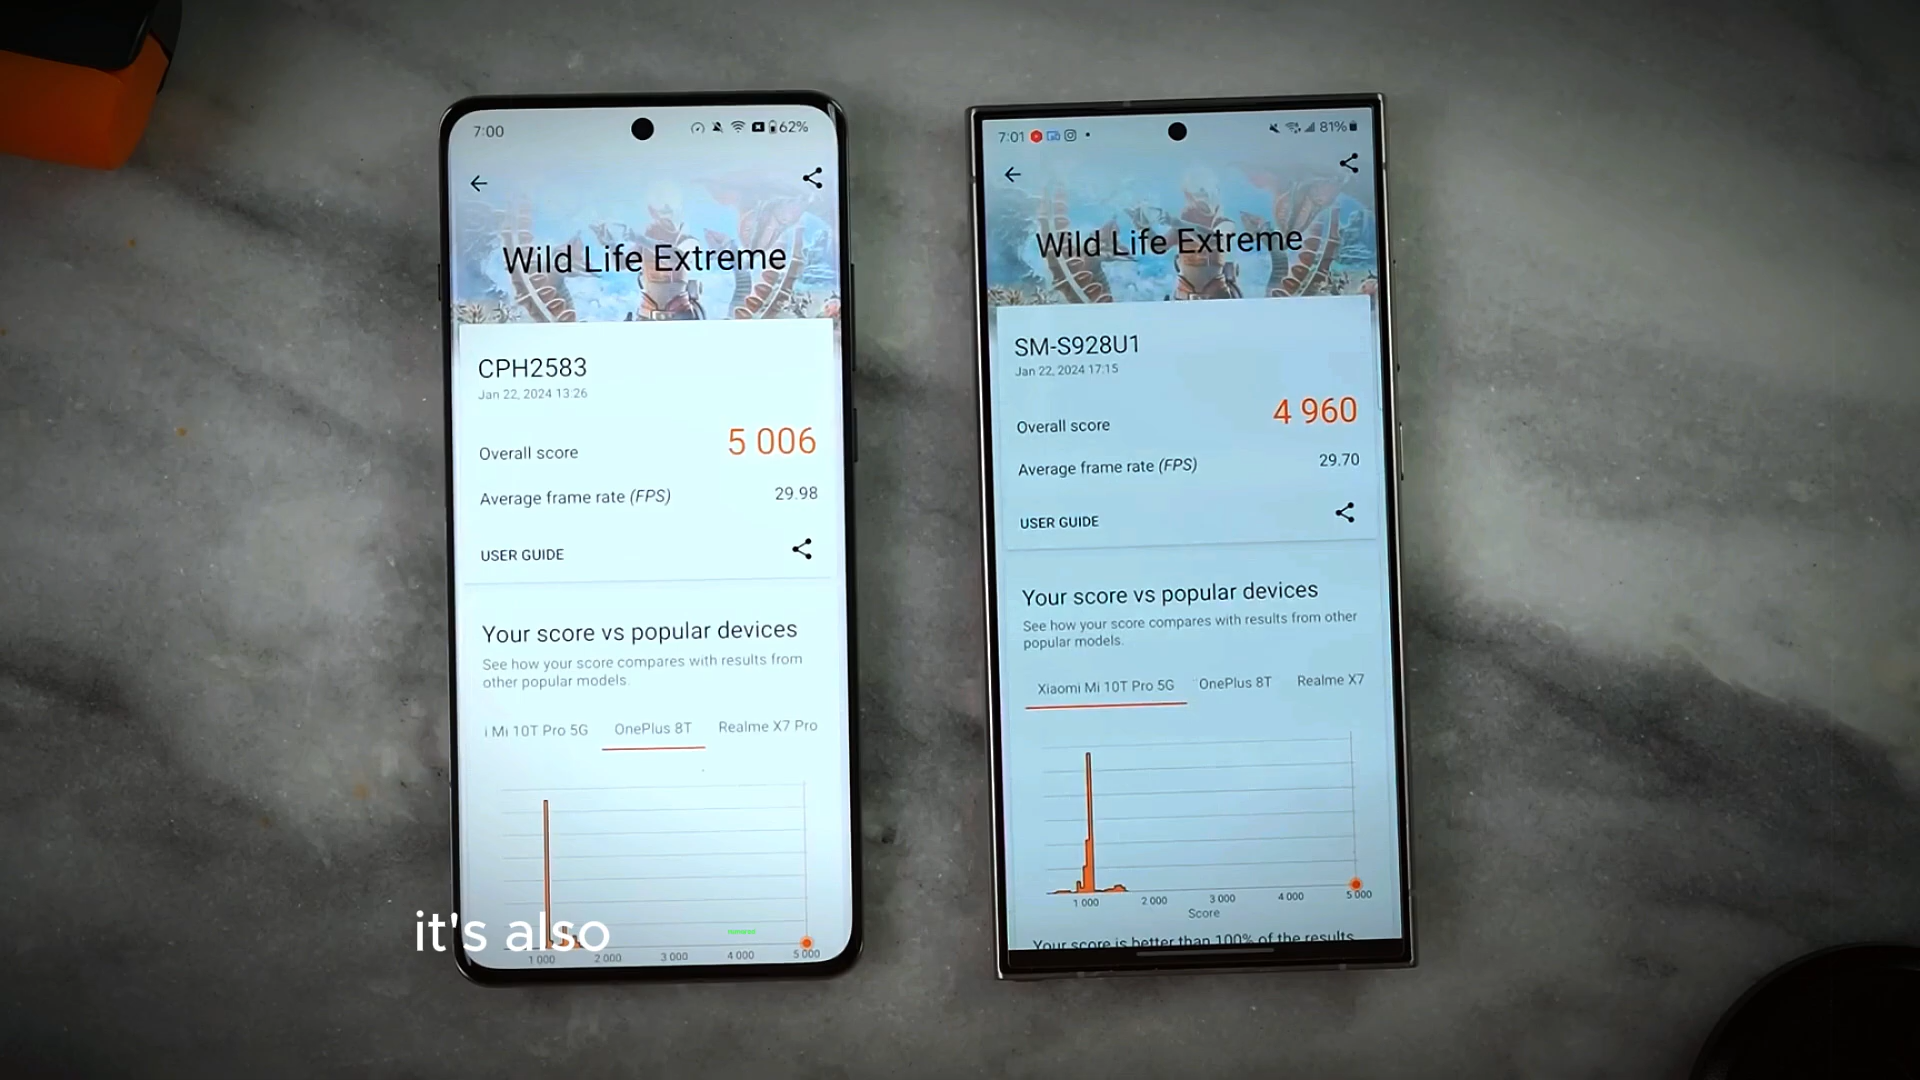 7:00
62%
Wild Life Extreme
CPH2583
Jan 22, 2024 13:26
Overall score
5 006
Average frame rate (FPS)
29.98
USER GUIDE
Your score vs popular devices
See how your score compares with results from
other popular models
i Mi 10T Pro 5G
OnePlus 8T
Realme X7 Pro
1 000
2 000
3 000
4 000
5 000
7:01
81%
Wild Life Extreme
SM-S928U1
Jan 22, 2024 17:15
Overall score
4 960
Average frame rate (FPS)
29.70
USER GUIDE
Your score vs popular devices
See how your score compares with results from other
popular models.
Xiaomi Mi 10T Pro 5G
OnePlus 8T
Realme X7
1 000
2 000
3 000
4 000
5 000
Score
Your score is better than 100% of the results
it's also